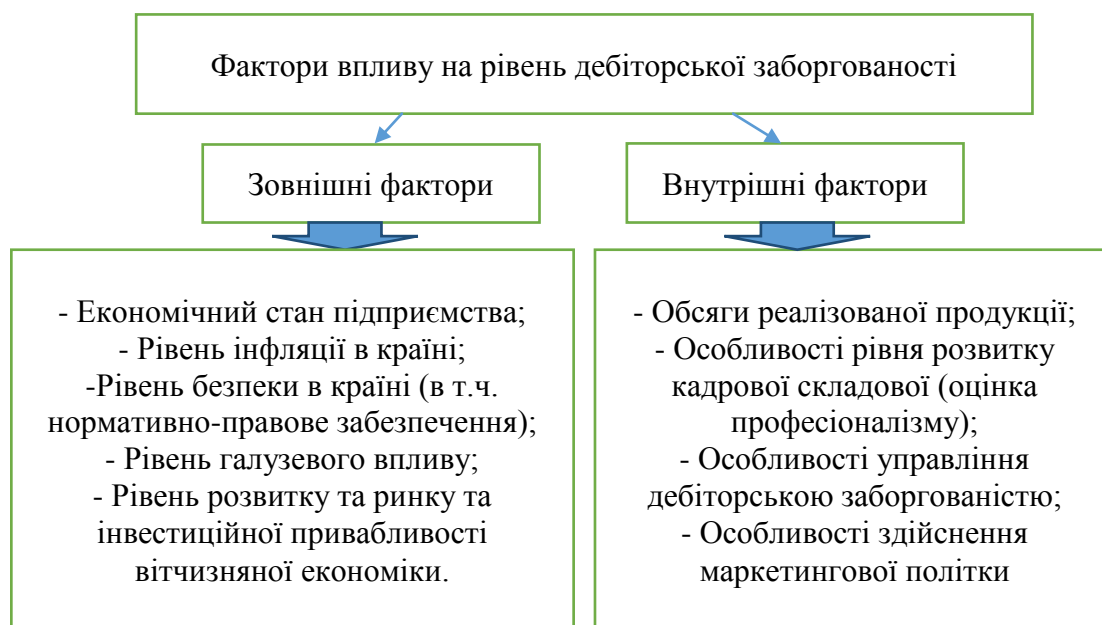 Фактори впливу на рівень дебіторської заборгованості
Зовнішні фактори
Внутрішні фактори
- Економічний стан підприємства;
- Рівень інфляції в країні;
-Рівень безпеки в країні (в т.ч.
нормативно-правове забезпечення);
- Рівень галузевого впливу;
- Рівень розвитку та ринку та
інвестиційної привабливості
вітчизняної економіки.
- Обсяги реалізованої продукції;
- Особливості рівня розвитку
кадрової складової (оцінка
професіоналізму);
- Особливості управління
дебіторською заборгованістю;
- Особливості здійснення
маркетингової політки